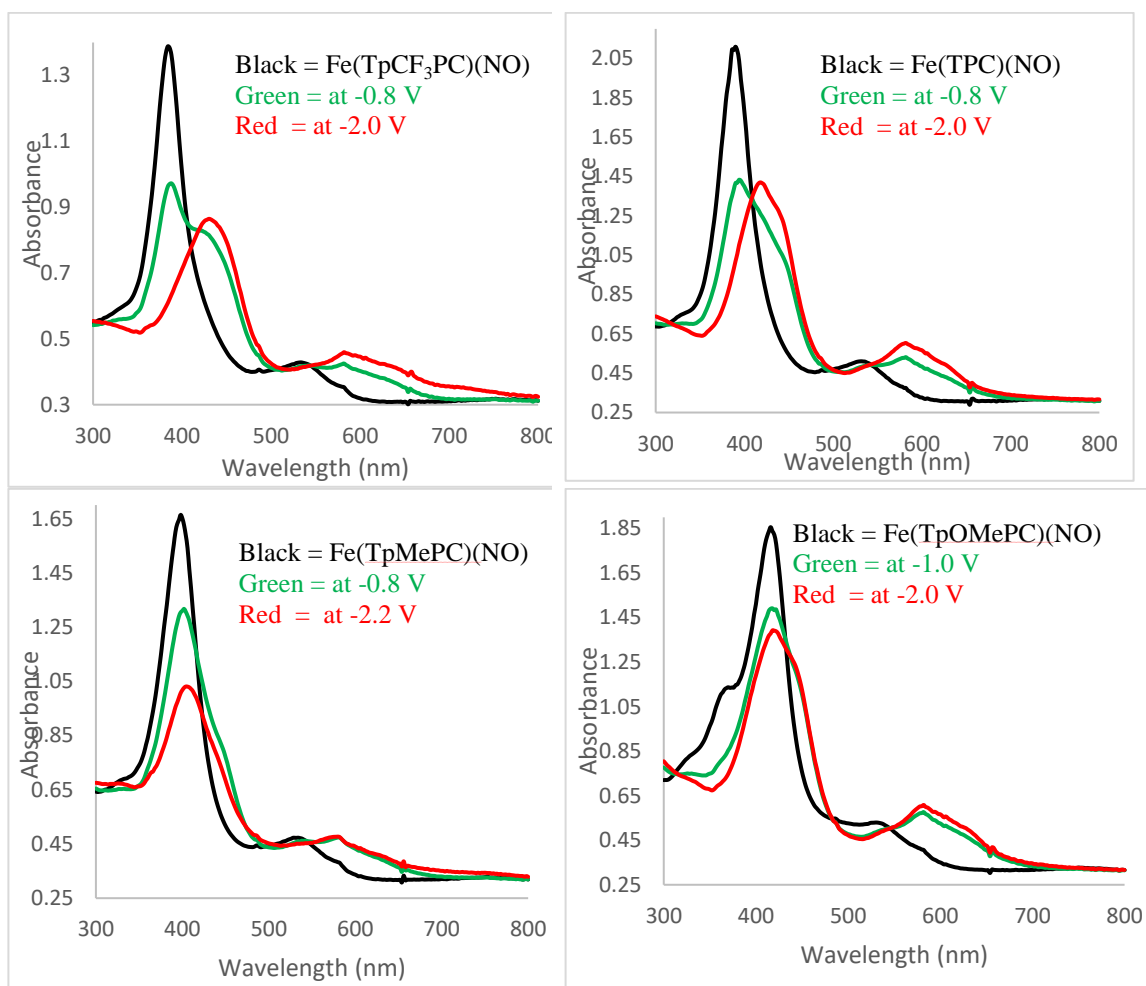 Black = Fe(TpCF₃PC)(NO)
Green = at -0.8 V
Red = at -2.0 V
Absorbance
1.3
1.1
0.9
0.7
0.5
0.3
300 400 500 600 700 800
Wavelength (nm)
Black = Fe(TPC)(NO)
Green = at -0.8 V
Red = at -2.0 V
Absorbance
2.05
1.85
1.65
1.45
1.25
1.05
0.85
0.65
0.45
0.25
300 400 500 600 700 800
Wavelength (nm)
Black = Fe(TpMePC)(NO)
Green = at -0.8 V
Red = at -2.2 V
Absorbance
1.65
1.45
1.25
1.05
0.85
0.65
0.45
0.25
300 400 500 600 700 800
Wavelength (nm)
Black = Fe(TpOMePC)(NO)
Green = at -1.0 V
Red = at -2.0 V
Absorbance
1.85
1.65
1.45
1.25
1.05
0.85
0.65
0.45
0.25
300 400 500 600 700 800
Wavelength (nm)